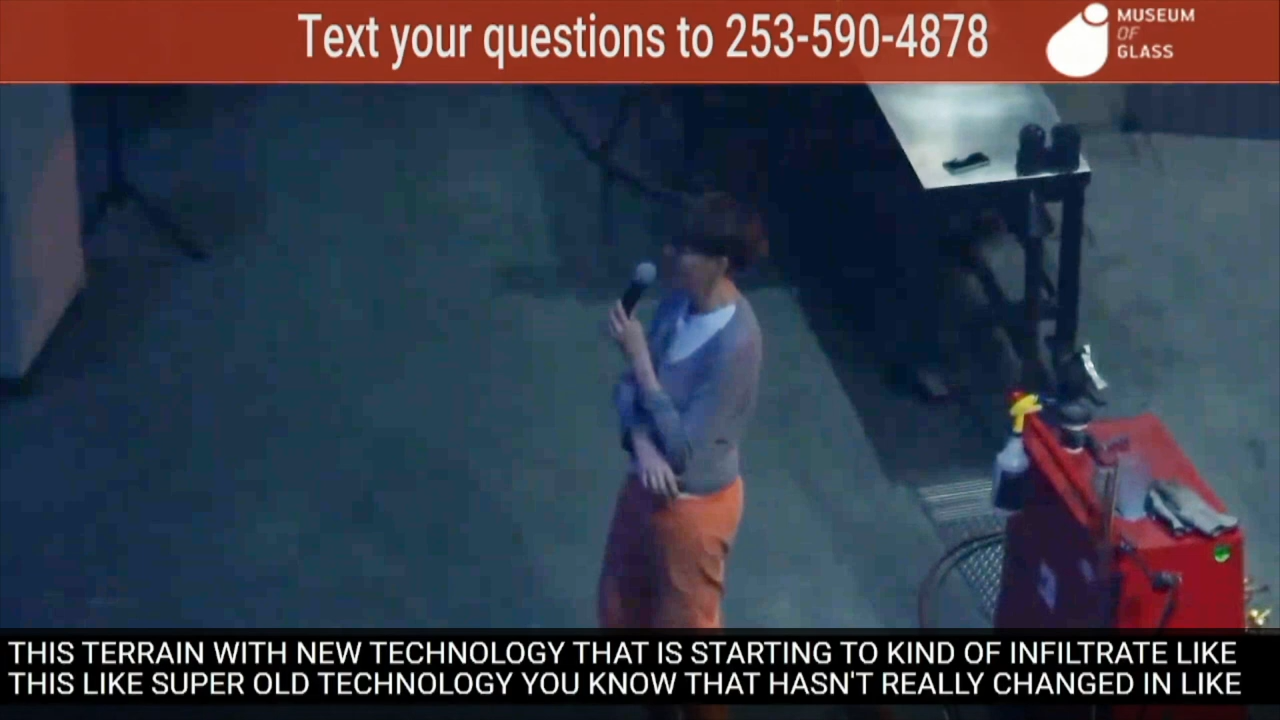 Text your questions to 253-590-4878
MUSEUM
OF
GLASS
THIS TERRAIN WITH NEW TECHNOLOGY THAT IS STARTING TO KIND OF INFILTRATE LIKE
THIS LIKE SUPER OLD TECHNOLOGY YOU KNOW THAT HASN'T REALLY CHANGED IN LIKE